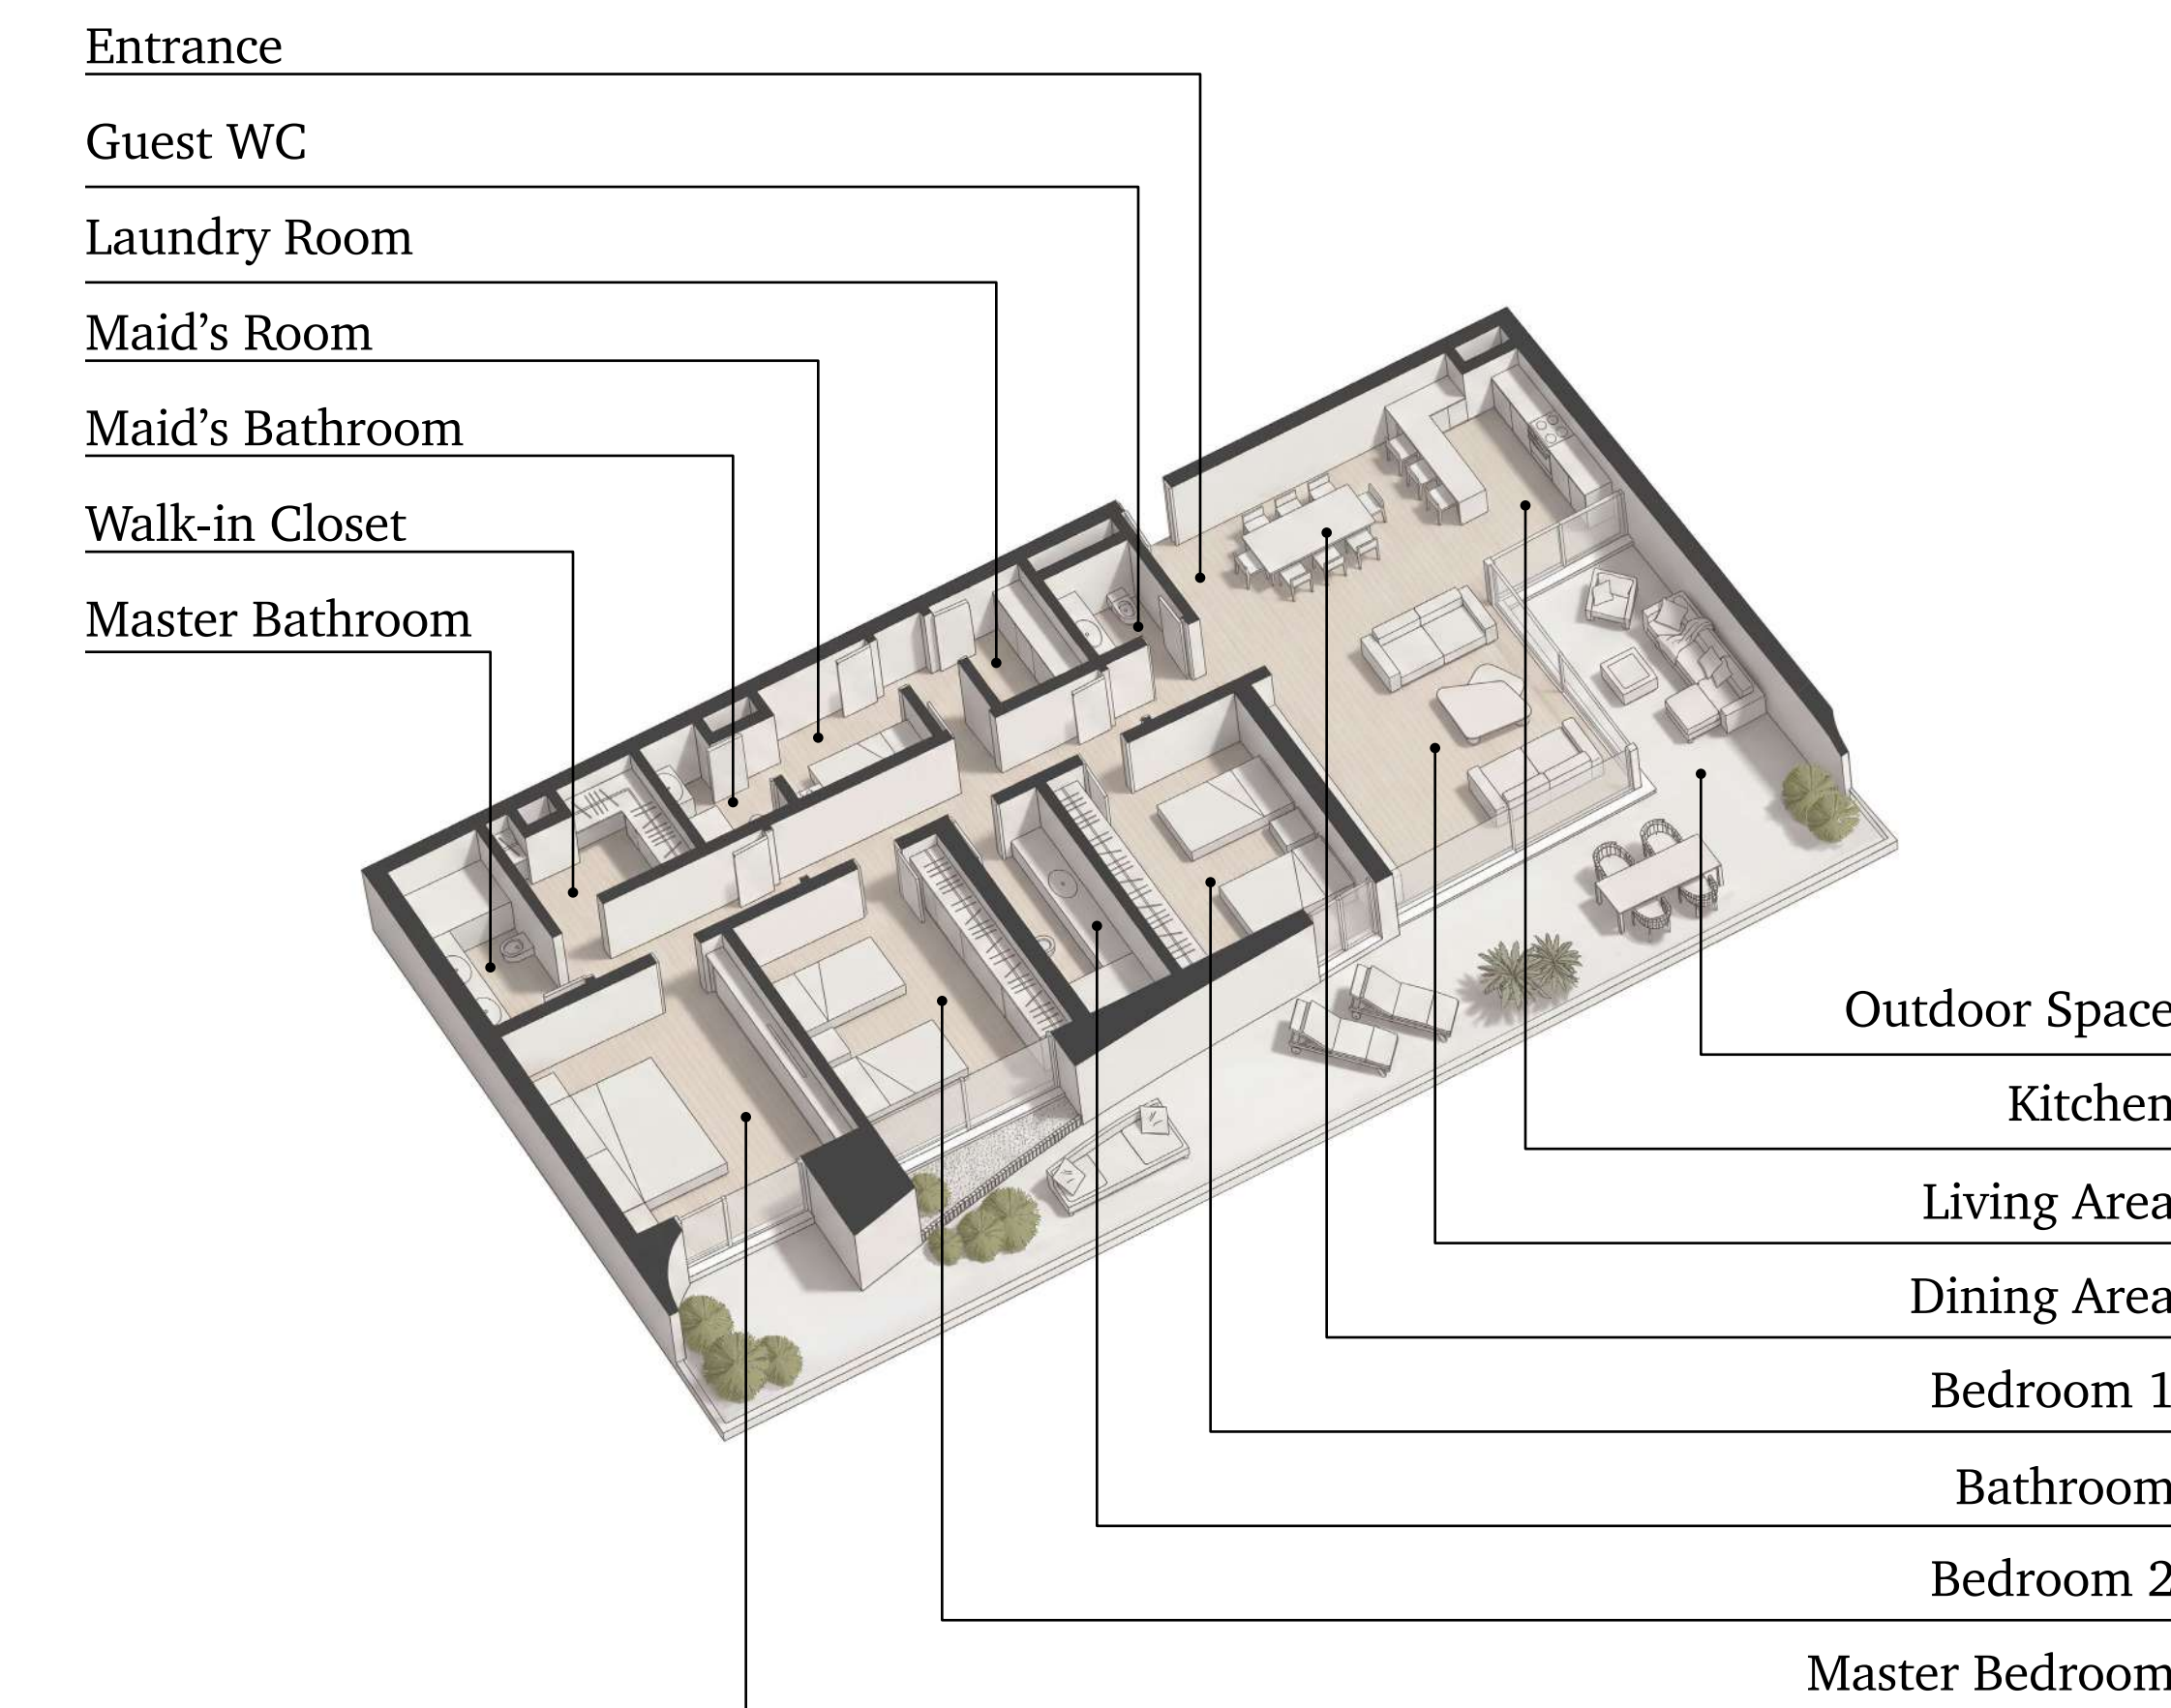 Entrance
Guest WC
Laundry Room
Maid’s Room
Maid’s Bathroom
Walk-in Closet
Master Bathroom
Outdoor Space
Kitchen
Living Area
Dining Area
Bedroom 1
Bathroom
Bedroom 2
Master Bedroom